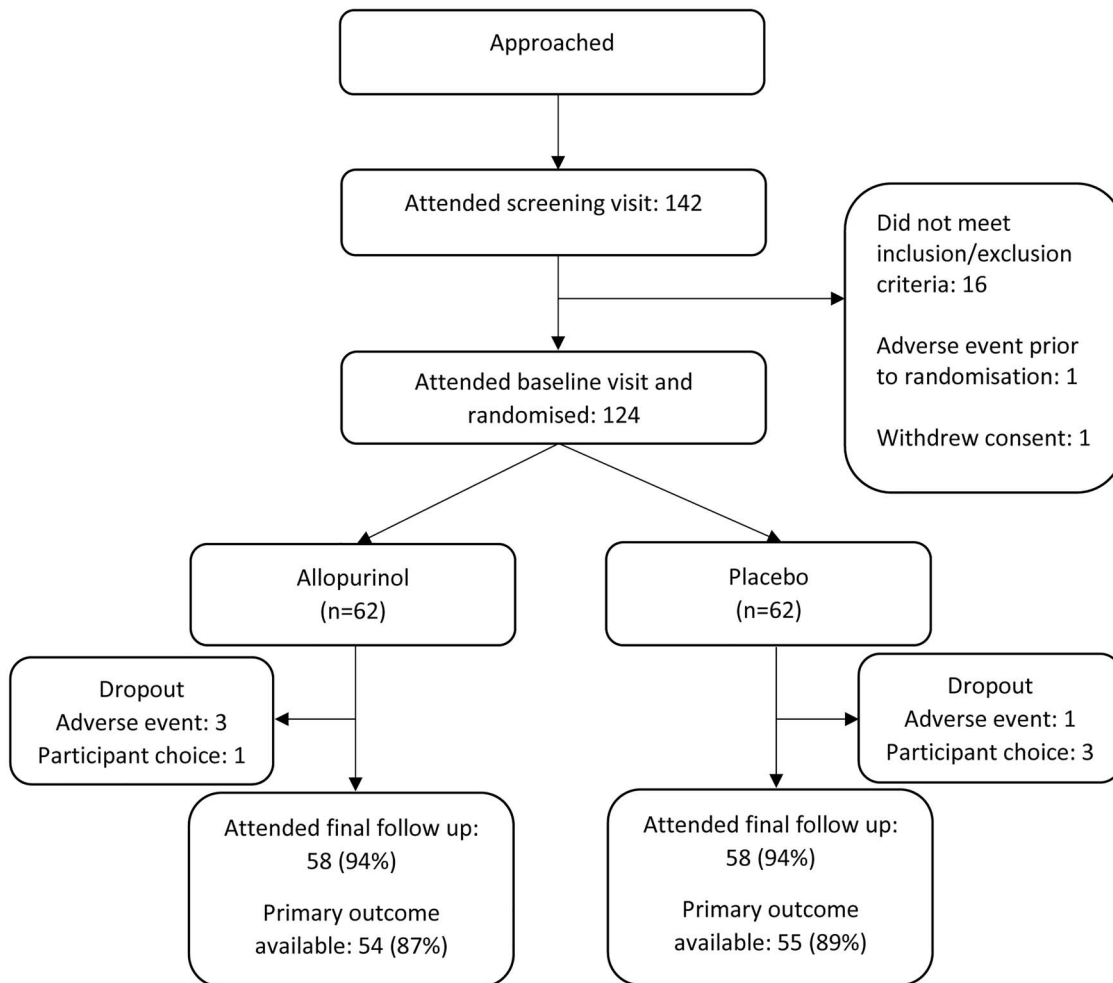 Approached
Attended screening visit: 142
Did not meet
inclusion/exclusion
criteria: 16
Adverse event prior
to randomisation: 1
Withdrew consent: 1
Attended baseline visit and
randomised: 124
Allopurinol
(n=62)
Placebo
(n=62)
Dropout
Adverse event: 3
Participant choice: 1
Dropout
Adverse event: 1
Participant choice: 3
Attended final follow up:
58 (94%)
Primary outcome
available: 54 (87%)
Attended final follow up:
58 (94%)
Primary outcome
available: 55 (89%)